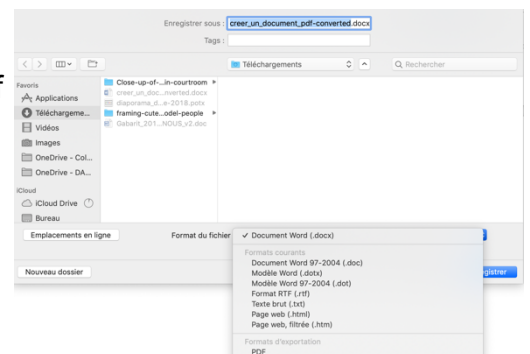 Enregistrer sous : creer_un_document_pdf-converted.docx
Tags :
Téléchargements
Rechercher
Favoris
Applications
Téléchargeme...
Vidéos
Images
OneDrive - Col...
OneDrive - DA...
iCloud
iCloud Drive
Bureau
Close-up-of-...in-courtroom
creer_un_doc...nverted.docx
diaporama_d...e-2018.potx
framing-cute...odel-people
Gabarit_201...NOUS_v2.doc
Emplacements en ligne
Format du fichier
✓ Document Word (.docx)
Formats courants
Document Word 97-2004 (.doc)
Modèle Word (.dotx)
Modèle Word 97-2004 (.dot)
Format RTF (.rtf)
Texte brut (.txt)
Page web (.html)
Page web, filtrée (.htm)
Formats d'exportation
PDF
Nouveau dossier
gistrer